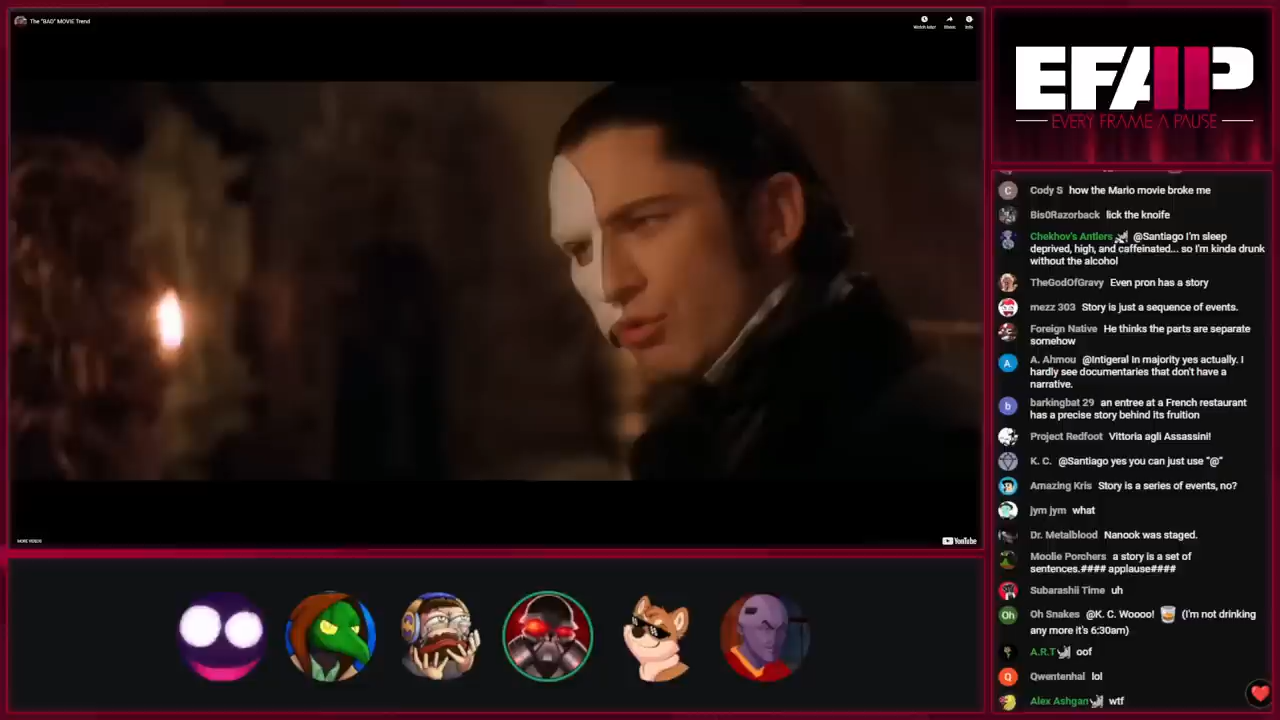 The "BAD" MOVIE Trend
Watch later
Share
Info
MORE VIDEOS
YouTube
EFAP
EVERY FRAME A PAUSE
Cody S how the Mario movie broke me
Bis0Razorback lick the knoife
Chekhov's Antlers @Santiago I'm sleep
deprived, high, and caffeinated... so I'm kinda drunk
without the alcohol
TheGodOfGravy Even pron has a story
mezz 303 Story is just a sequence of events.
Foreign Native He thinks the parts are separate
somehow
A. A. Ahmou @Intigeral In majority yes actually. I
hardly see documentaries that don't have a
narrative.
b barkingbat 29 an entree at a French restaurant
has a precise story behind its fruition
Project Redfoot Vittoria agli Assassini!
K. C. @Santiago yes you can just use "@"
Amazing Kris Story is a series of events, no?
jym jym what
Dr. Metalblood Nanook was staged.
Moolie Porchers a story is a set of
sentences.#### applause####
Subarashii Time uh
Oh Oh Snakes @K. C. Woooo! (I'm not drinking
any more it's 6:30am)
A.R.T oof
Q Qwentenhal lol
Alex Ashgan wtf